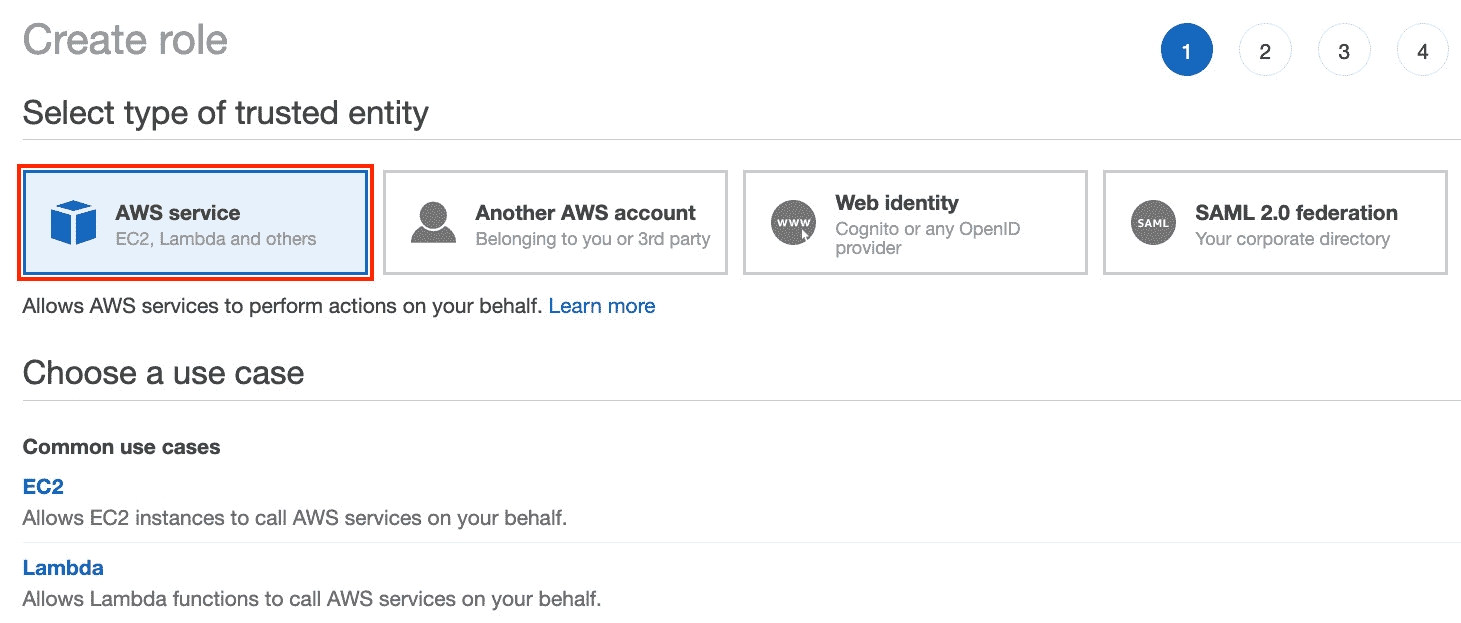 Create role
1 2 3 4
Select type of trusted entity
AWS service
EC2, Lambda and others
Another AWS account
Belonging to you or 3rd party
www
Web identity
Cognito or any OpenID
provider
SAML
SAML 2.0 federation
Your corporate directory
Allows AWS services to perform actions on your behalf. Learn more
Choose a use case
Common use cases
EC2
Allows EC2 instances to call AWS services on your behalf.
Lambda
Allows Lambda functions to call AWS services on your behalf.